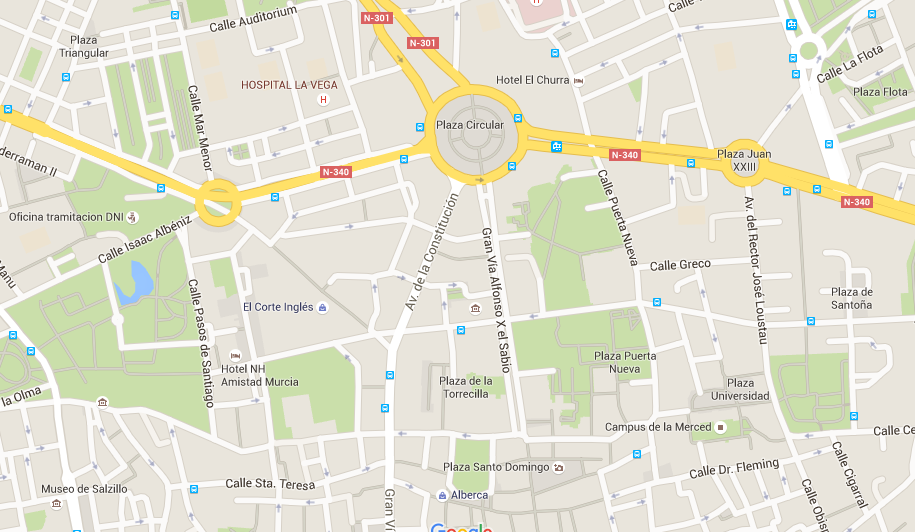 Calle Auditorium
N-301
Calle
Plaza
Triangular
N-301
Calle La Flota
HOSPITAL LA VEGA
H
H
Hotel El Churra
Plaza Flota
Calle Mar Menor
Plaza Circular
N-340
Plaza Juan
XXIII
derraman II
N-340
N-340
Oficina tramitacion DNI
Calle Isaac Albéniz
Av. de la Constitución
Gran Vía Alfonso X el Sabio
Calle Puerta Nueva
Av. del Rector José Loustau
Manu
Calle Greco
El Corte Inglés
Plaza de
Santoña
Calle Pasos de Santiago
Hotel NH
Amistad Murcia
Plaza Puerta
Nueva
Plaza de la
Torrecilla
Plaza
Universidad
la Olma
Campus de la Merced
Calle Ce
Plaza Santo Domingo
Calle Dr. Fleming
Calle Cigarral
Museo de Salzillo
Calle Sta. Teresa
Alberca
Gran Ví
Calle Obis
Google